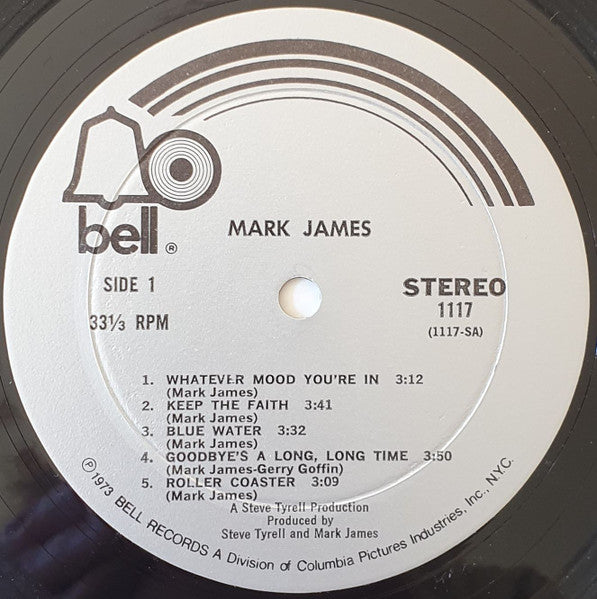 bell ®
MARK JAMES
SIDE 1
33⅓ RPM
STEREO
1117
(1117-SA)
1. WHATEVER MOOD YOU'RE IN 3:12
(Mark James)
2. KEEP THE FAITH 3:41
(Mark James)
3. BLUE WATER 3:32
(Mark James)
4. GOODBYE'S A LONG, LONG TIME 3:50
(Mark James-Gerry Goffin)
5. ROLLER COASTER 3:09
(Mark James)
A Steve Tyrell Production
Produced by
Steve Tyrell and Mark James
℗ 1973 BELL RECORDS A Division of Columbia Pictures Industries, Inc., N.Y.C.